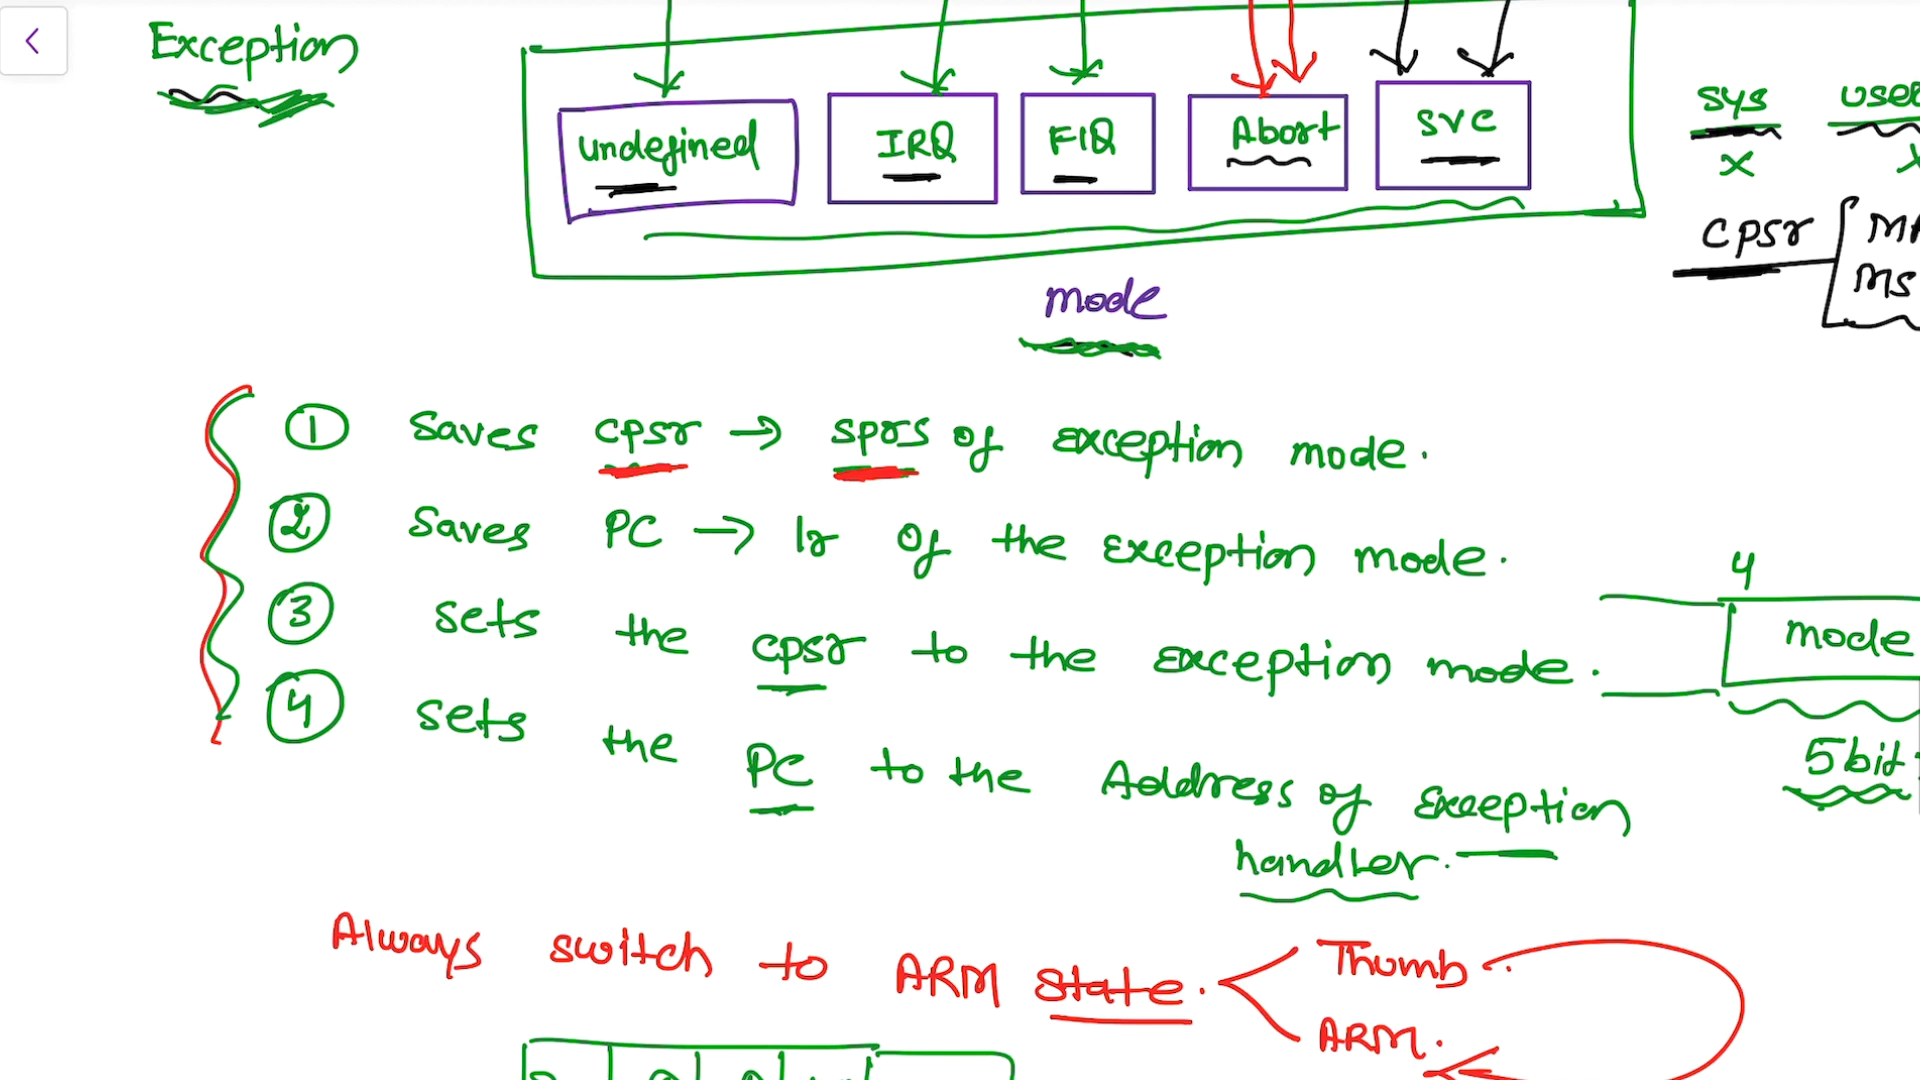 Exception
undefined IRQ FIQ Abort SVC
sys user
x x
cpsr
mode
① Saves cpsr → sprs of exception mode.
② Saves PC → lr of the exception mode.
③ sets the cpsr to the exception mode.
④ sets the PC to the Address of Exception
handler.
4
mode
5bit
Always switch to ARM state. Thumb
ARM.